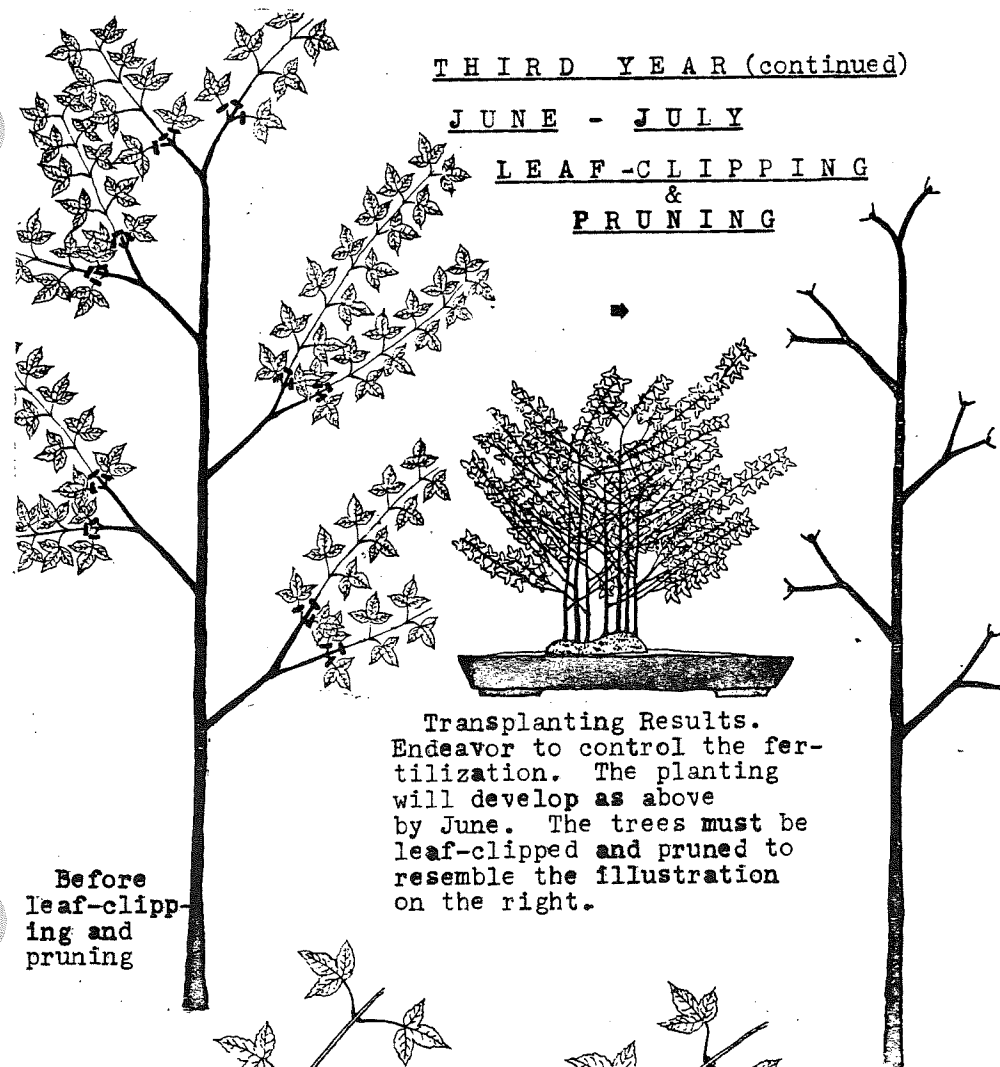 THIRD YEAR (continued)
JUNE - JULY
LEAF-CLIPPING
&
PRUNING
Transplanting Results.
Endeavor to control the fer-
tilization. The planting
will develop as above
by June. The trees must be
leaf-clipped and pruned to
resemble the illustration
on the right.
Before
leaf-clipp-
ing and
pruning